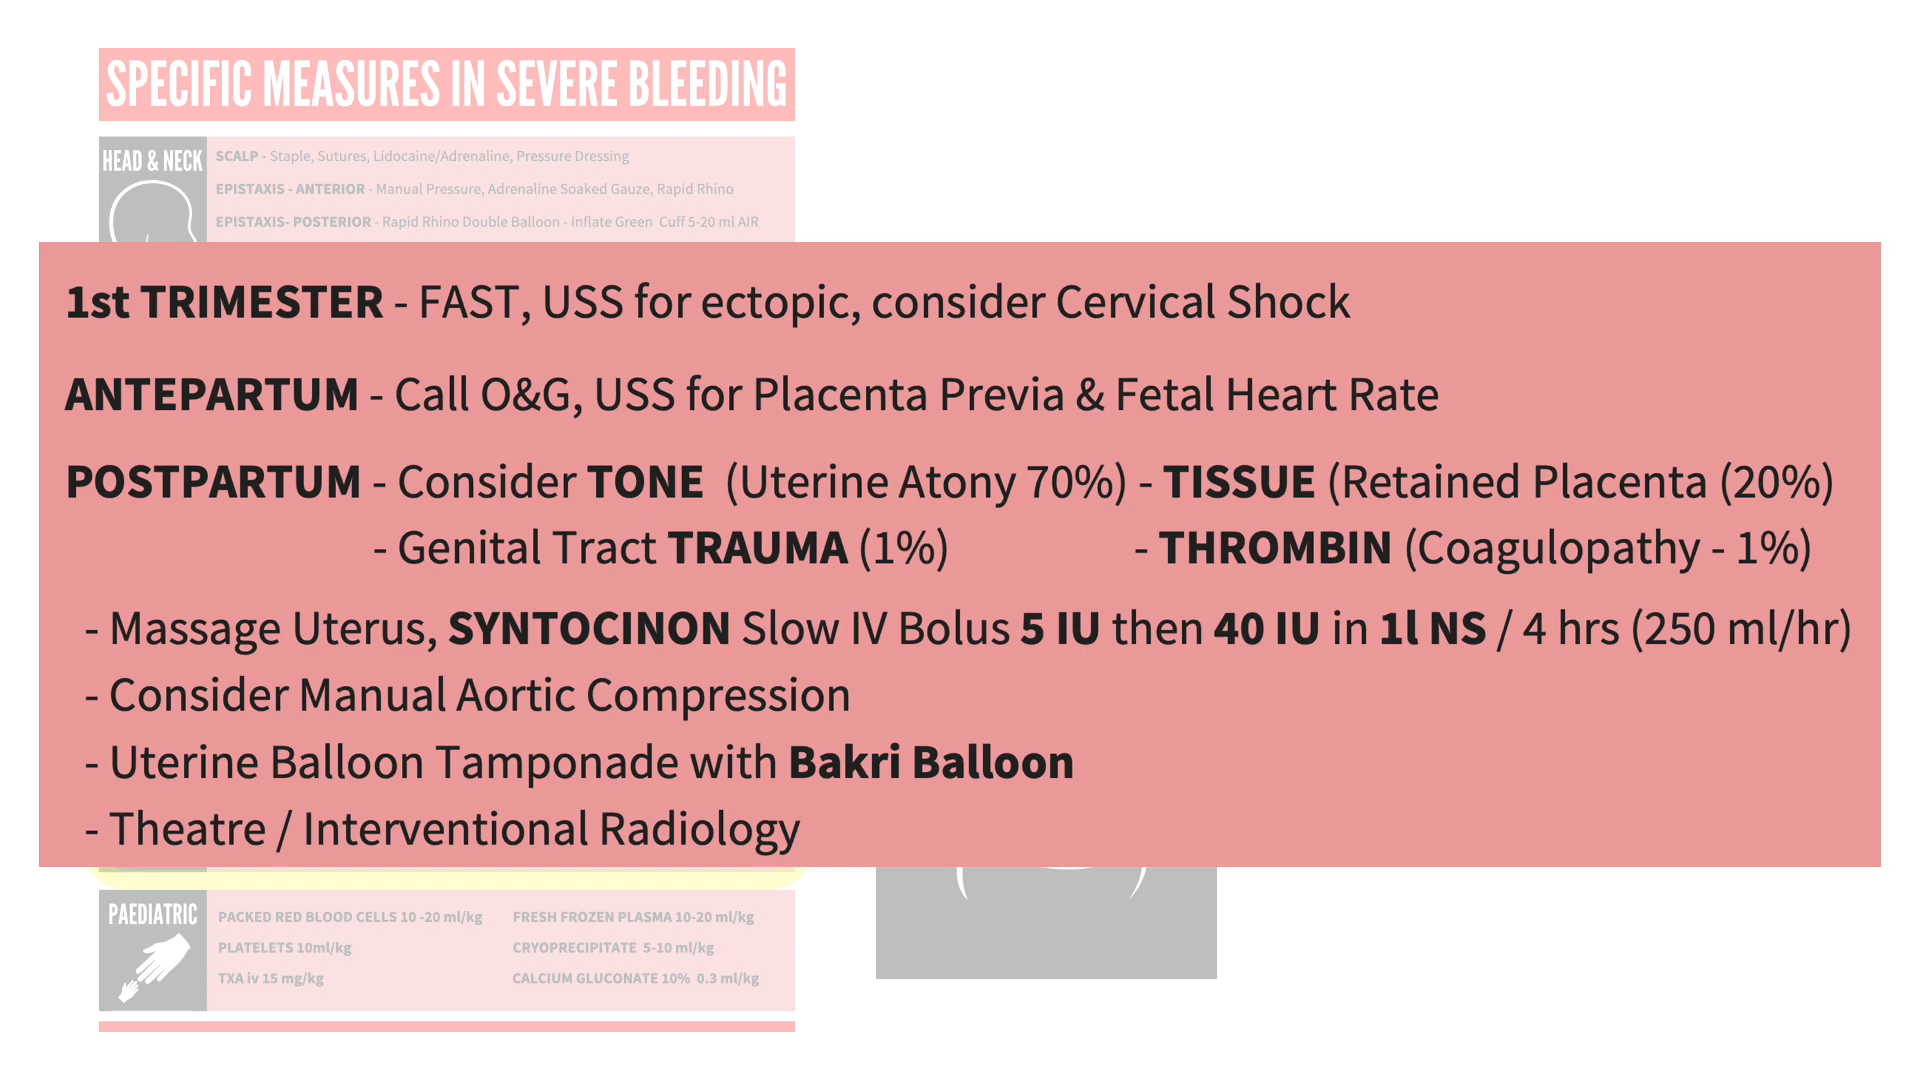 SPECIFIC MEASURES IN SEVERE BLEEDING
HEAD & NECK
SCALP - Staple, Sutures, Lidocaine/Adrenaline, Pressure Dressing
EPISTAXIS - ANTERIOR - Manual Pressure, Adrenaline Soaked Gauze, Rapid Rhino
EPISTAXIS- POSTERIOR - Rapid Rhino Double Balloon - Inflate Green Cuff 5-20 ml AIR
1st TRIMESTER - FAST, USS for ectopic, consider Cervical Shock
ANTEPARTUM - Call O&G, USS for Placenta Previa & Fetal Heart Rate
POSTPARTUM - Consider TONE (Uterine Atony 70%) - TISSUE (Retained Placenta (20%)
- Genital Tract TRAUMA (1%) - THROMBIN (Coagulopathy - 1%)
- Massage Uterus, SYNTOCINON Slow IV Bolus 5 IU then 40 IU in 1l NS / 4 hrs (250 ml/hr)
- Consider Manual Aortic Compression
- Uterine Balloon Tamponade with Bakri Balloon
- Theatre / Interventional Radiology
PAEDIATRIC
PACKED RED BLOOD CELLS 10 -20 ml/kg FRESH FROZEN PLASMA 10-20 ml/kg
PLATELETS 10ml/kg CRYOPRECIPITATE 5-10 ml/kg
TXA iv 15 mg/kg CALCIUM GLUCONATE 10% 0.3 ml/kg